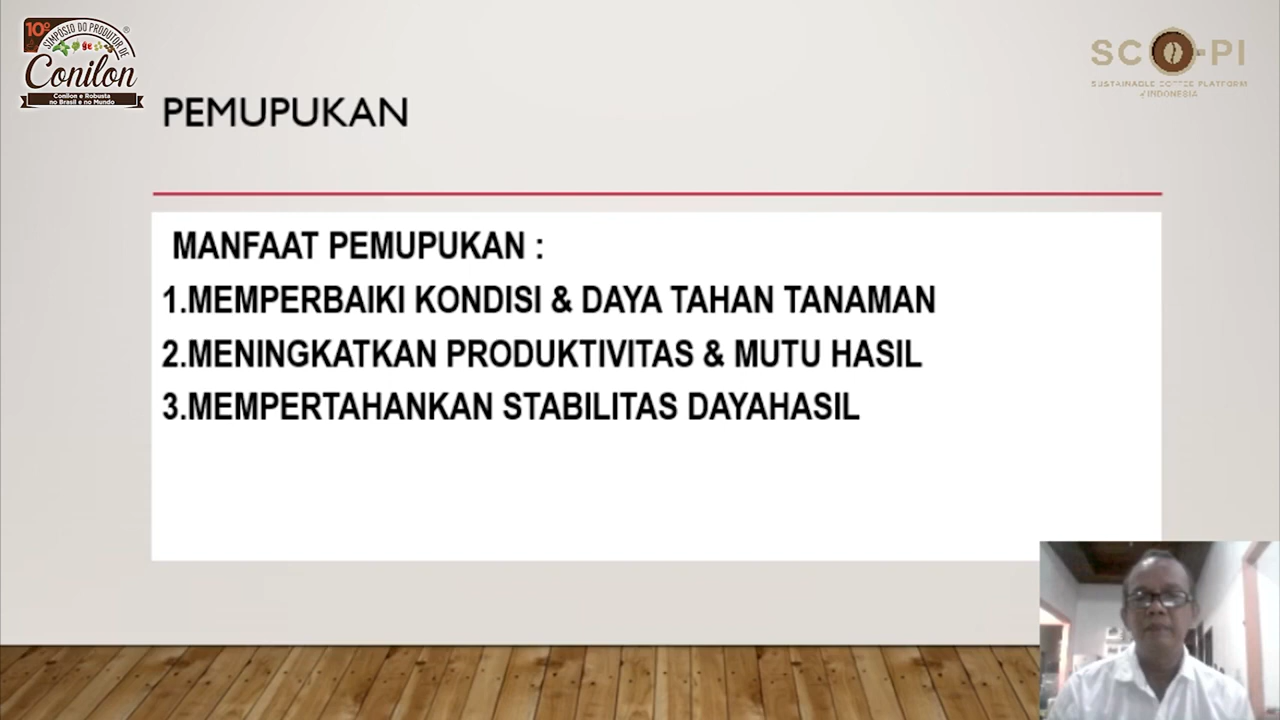 10º
SIMPÓSIO DO PRODUTOR DE
Conilon
Conilon e Robusta
no Brasil e no Mundo
SCOPI
SUSTAINABLE COFFEE PLATFORM
of INDONESIA
PEMUPUKAN
MANFAAT PEMUPUKAN :
1.MEMPERBAIKI KONDISI & DAYA TAHAN TANAMAN
2.MENINGKATKAN PRODUKTIVITAS & MUTU HASIL
3.MEMPERTAHANKAN STABILITAS DAYAHASIL